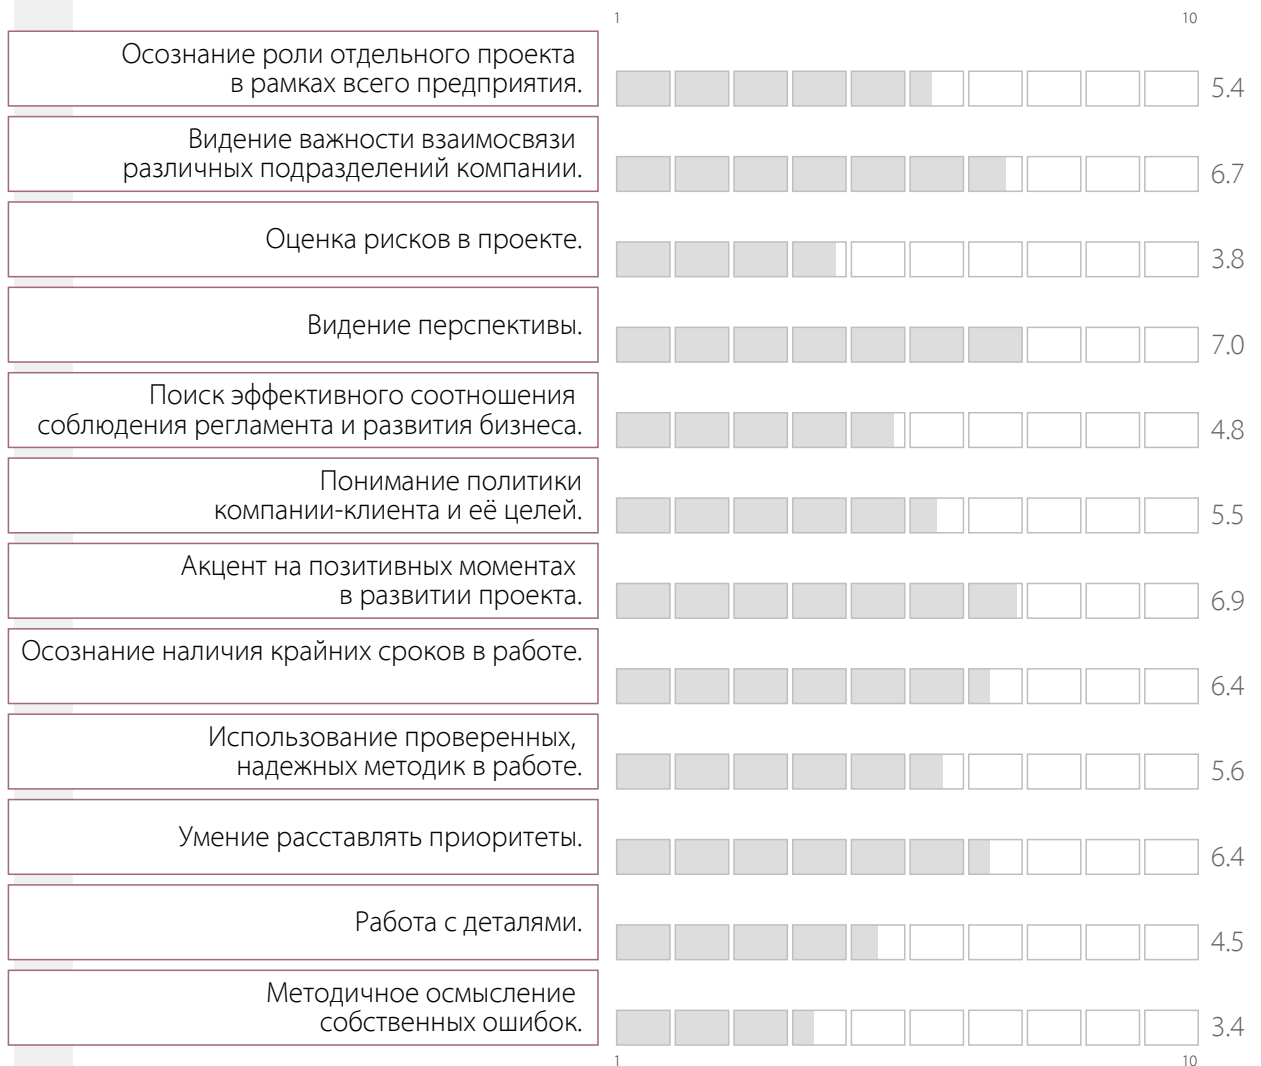 1 10
Осознание роли отдельного проекта
в рамках всего предприятия.
5.4
Видение важности взаимосвязи
различных подразделений компании.
6.7
Оценка рисков в проекте.
3.8
Видение перспективы.
7.0
Поиск эффективного соотношения
соблюдения регламента и развития бизнеса.
4.8
Понимание политики
компании-клиента и её целей.
5.5
Акцент на позитивных моментах
в развитии проекта.
6.9
Осознание наличия крайних сроков в работе.
6.4
Использование проверенных,
надежных методик в работе.
5.6
Умение расставлять приоритеты.
6.4
Работа с деталями.
4.5
Методичное осмысление
собственных ошибок.
3.4
1 10